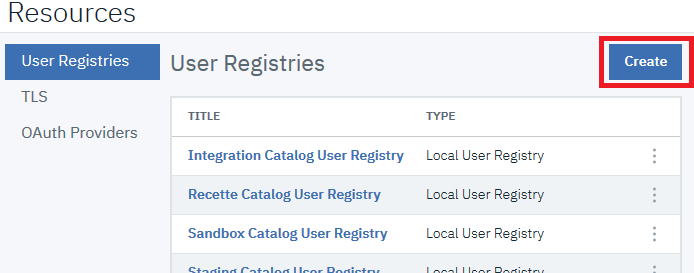 Resources
User Registries
TLS
OAuth Providers
User Registries
Create
TITLE TYPE
Integration Catalog User Registry Local User Registry
Recette Catalog User Registry Local User Registry
Sandbox Catalog User Registry Local User Registry
Staging Catalog User Registry Local User Registry